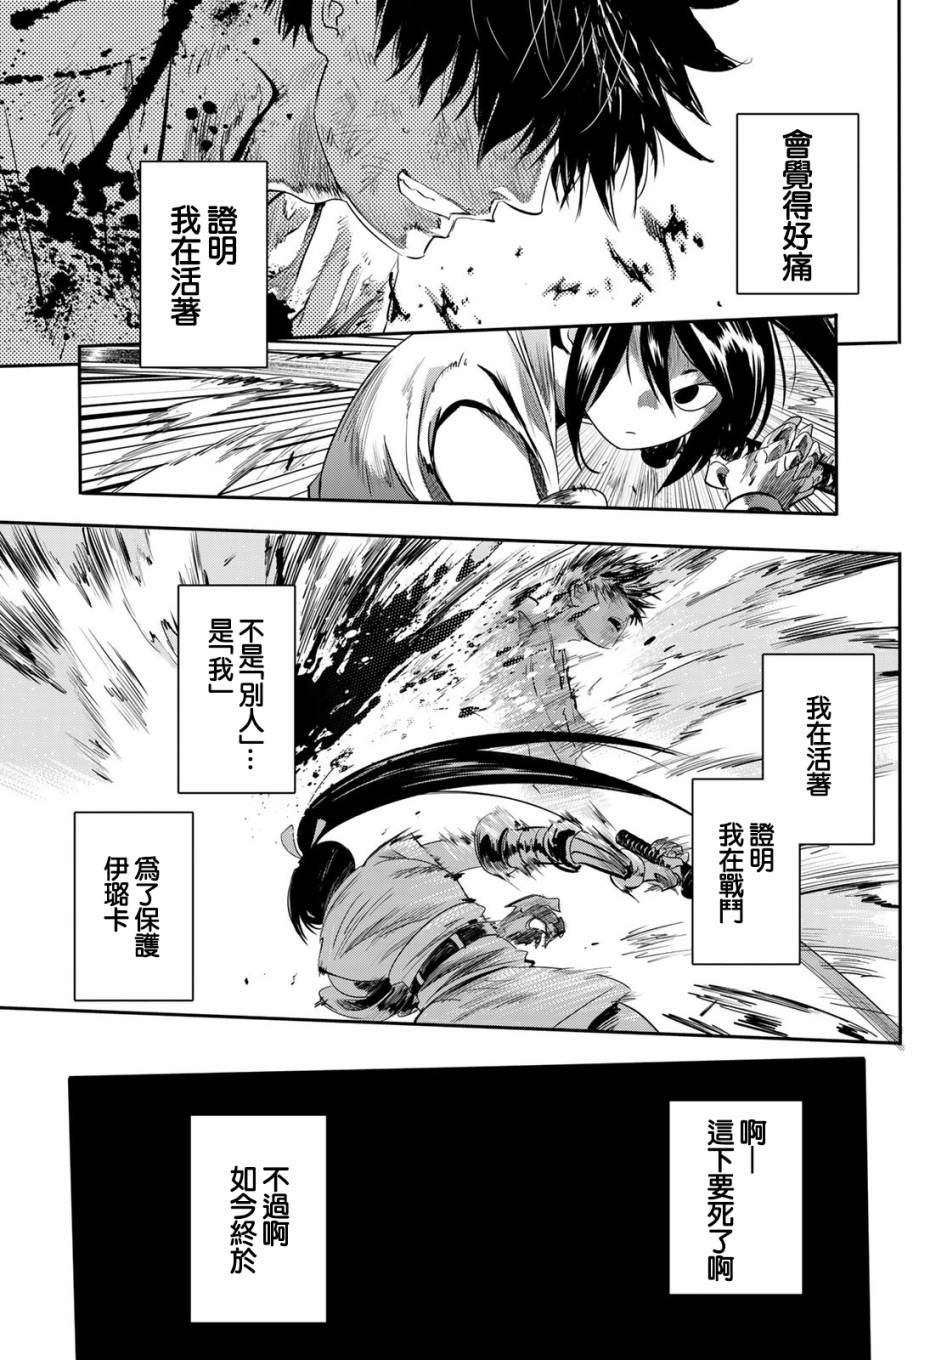 會覺得好痛
證明
我在活著
我在活著
證明
我在戰鬥
不是「別人」…
是「我」
為了保護
伊璐卡
啊—
這下要死了啊
不過啊
如今終於